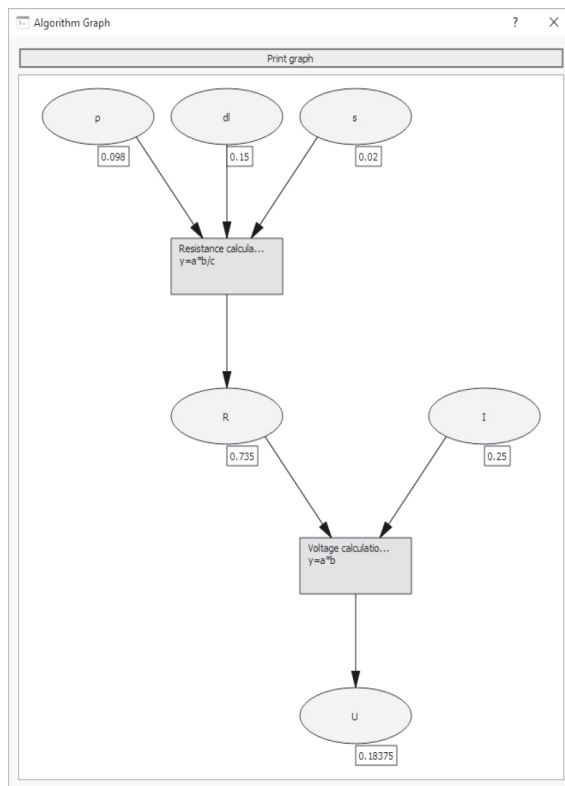 Algorithm Graph
Print graph
ρ
dl
s
0.098
0.15
0.02
Resistance calcula...
y=a*b/c
R
I
0.735
0.25
Voltage calculatio...
y=a*b
U
0.18375